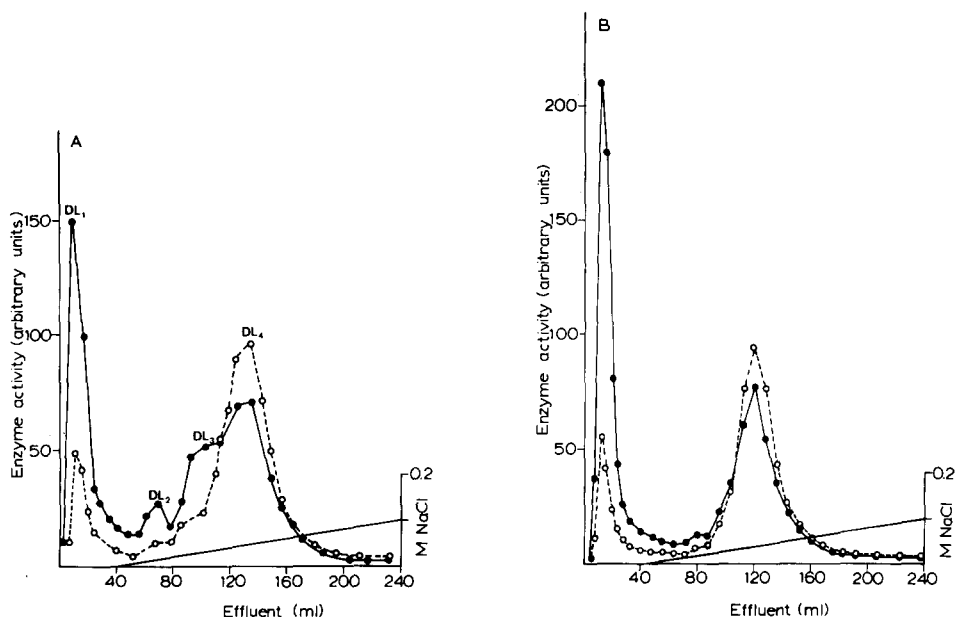 A
Enzyme activity (arbitrary units)
150
100
50
DL₁
DL₂
DL₃
DL₄
0.2
M NaCl
40
80
120
160
200
240
Effluent (ml)
B
Enzyme activity (arbitrary units)
200
150
100
50
0.2
M NaCl
40
80
120
160
200
240
Effluent (ml)